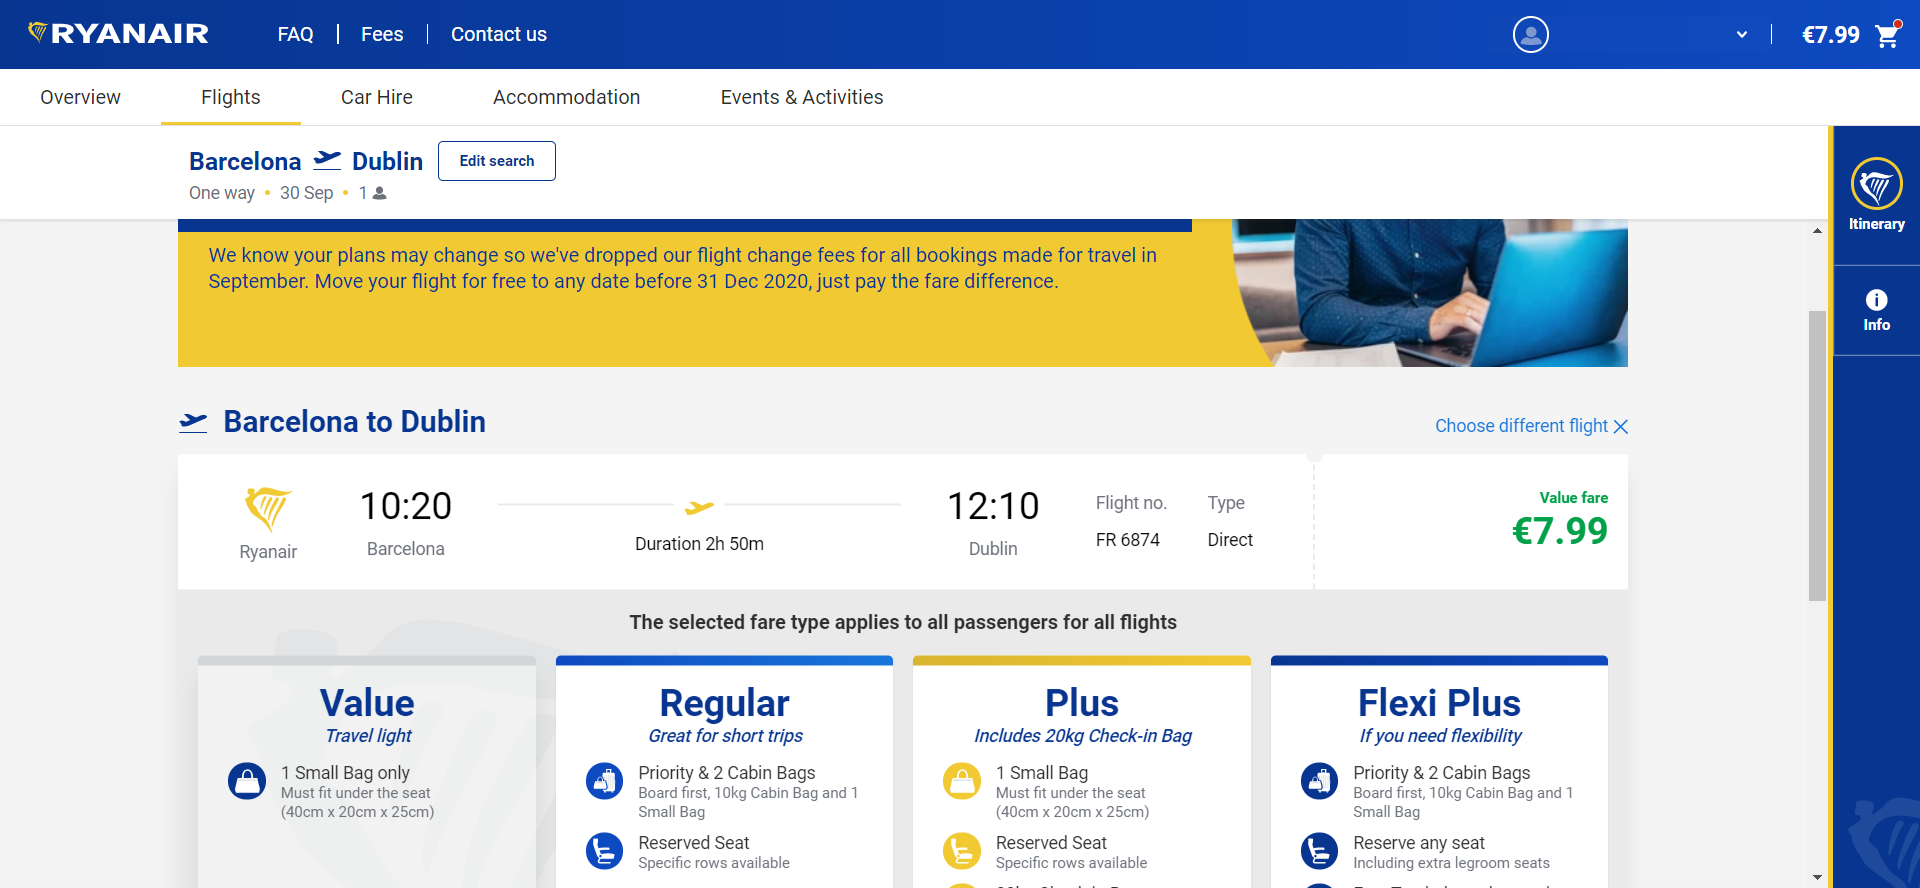 RYANAIR
FAQ
Fees
Contact us
€7.99
Overview
Flights
Car Hire
Accommodation
Events & Activities
Barcelona Dublin
Edit search
One way • 30 Sep • 1
Itinerary
Info
We know your plans may change so we've dropped our flight change fees for all bookings made for travel in
September. Move your flight for free to any date before 31 Dec 2020, just pay the fare difference.
Barcelona to Dublin
Choose different flight
Ryanair
10:20
Barcelona
Duration 2h 50m
12:10
Dublin
Flight no.
FR 6874
Type
Direct
Value fare
€7.99
The selected fare type applies to all passengers for all flights
Value
Travel light
1 Small Bag only
Must fit under the seat
(40cm x 20cm x 25cm)
Regular
Great for short trips
Priority & 2 Cabin Bags
Board first, 10kg Cabin Bag and 1
Small Bag
Reserved Seat
Specific rows available
Plus
Includes 20kg Check-in Bag
1 Small Bag
Must fit under the seat
(40cm x 20cm x 25cm)
Reserved Seat
Specific rows available
Flexi Plus
If you need flexibility
Priority & 2 Cabin Bags
Board first, 10kg Cabin Bag and 1
Small Bag
Reserve any seat
Including extra legroom seats